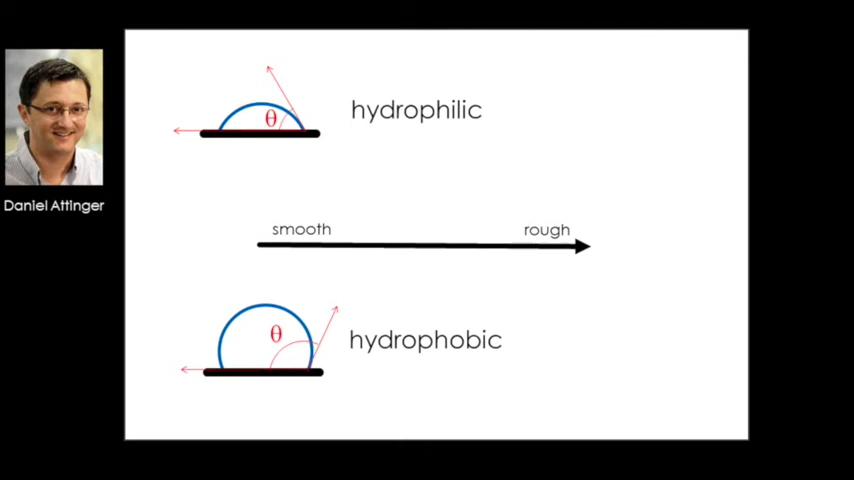 θ
hydrophilic
Daniel Attinger
smooth
rough
θ
hydrophobic